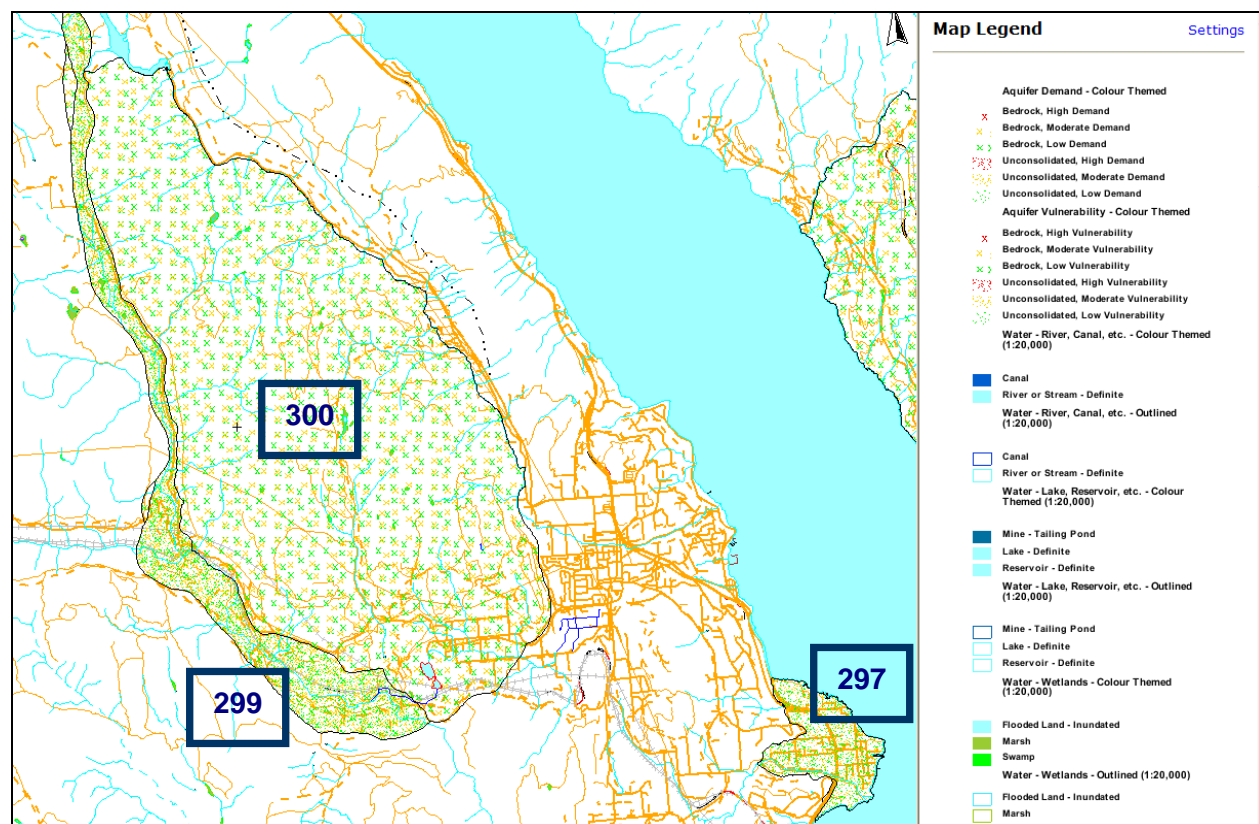 300
299
297
Map Legend
Settings
Aquifer Demand - Colour Themed
Bedrock, High Demand
Bedrock, Moderate Demand
Bedrock, Low Demand
Unconsolidated, High Demand
Unconsolidated, Moderate Demand
Unconsolidated, Low Demand
Aquifer Vulnerability - Colour Themed
Bedrock, High Vulnerability
Bedrock, Moderate Vulnerability
Bedrock, Low Vulnerability
Unconsolidated, High Vulnerability
Unconsolidated, Moderate Vulnerability
Unconsolidated, Low Vulnerability
Water - River, Canal, etc. - Colour Themed
(1:20,000)
Canal
River or Stream - Definite
Water - River, Canal, etc. - Outlined
(1:20,000)
Canal
River or Stream - Definite
Water - Lake, Reservoir, etc. - Colour
Themed (1:20,000)
Mine - Tailing Pond
Lake - Definite
Reservoir - Definite
Water - Lake, Reservoir, etc. - Outlined
(1:20,000)
Mine - Tailing Pond
Lake - Definite
Reservoir - Definite
Water - Wetlands - Colour Themed
(1:20,000)
Flooded Land - Inundated
Marsh
Swamp
Water - Wetlands - Outlined (1:20,000)
Flooded Land - Inundated
Marsh